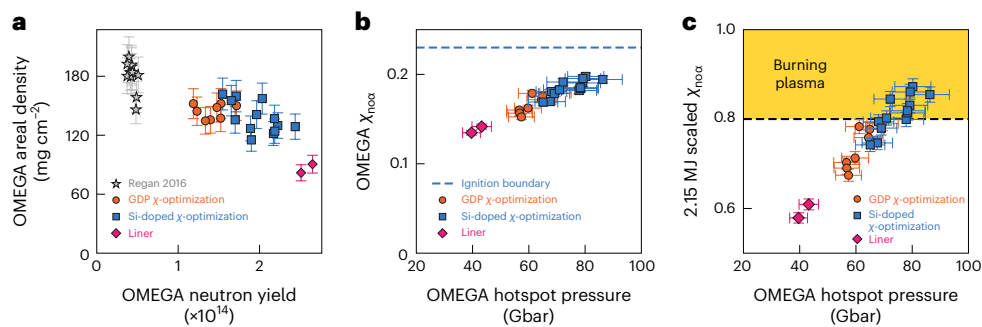 a
OMEGA areal density
(mg cm⁻²)
180
120
60
0
Regan 2016
GDP χ-optimization
Si-doped χ-optimization
Liner
0
1
2
OMEGA neutron yield
(×10¹⁴)
b
OMEGA χnoα
0.2
0.1
0
Ignition boundary
GDP χ-optimization
Si-doped χ-optimization
Liner
20
40
60
80
100
OMEGA hotspot pressure
(Gbar)
c
2.15 MJ scaled χnoα
1.0
0.8
0.6
Burning
plasma
GDP χ-optimization
Si-doped
χ-optimization
Liner
20
40
60
80
100
OMEGA hotspot pressure
(Gbar)